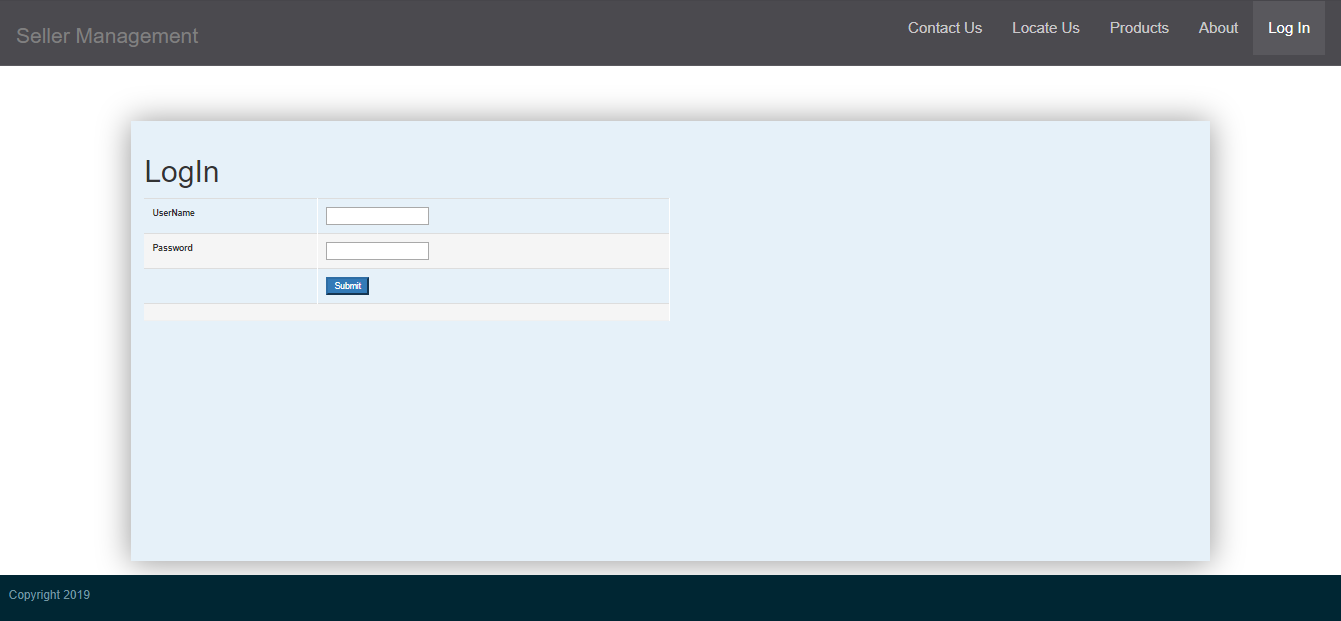 Seller Management
Contact Us Locate Us Products About Log In
LogIn
UserName
Password
Submit
Copyright 2019